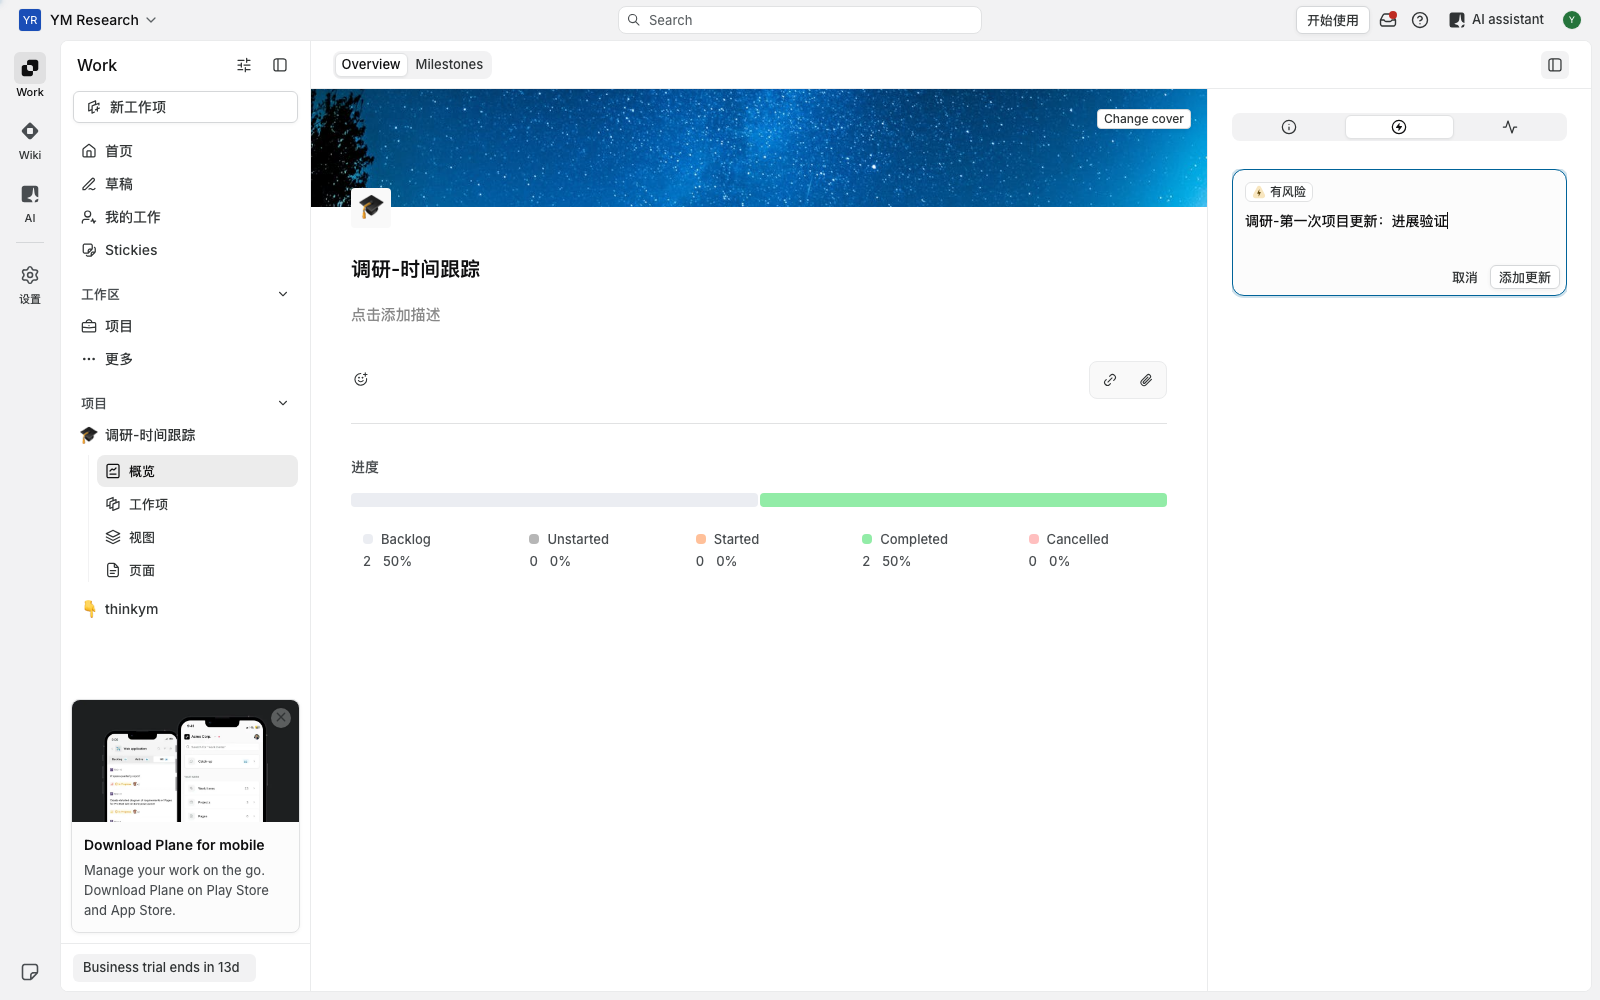 YR YM Research
Search
开始使用
AI assistant
Y
Work
Wiki
AI
设置
Work
新工作项
首页
草稿
我的工作
Stickies
工作区
项目
更多
项目
调研-时间跟踪
概览
工作项
视图
页面
thinkym
Download Plane for mobile
Manage your work on the go.
Download Plane on Play Store
and App Store.
Business trial ends in 13d
Overview Milestones
Change cover
调研-时间跟踪
点击添加描述
进度
Backlog Unstarted Started Completed Cancelled
2 50% 0 0% 0 0% 2 50% 0 0%
有风险
调研-第一次项目更新：进展验证
取消 添加更新